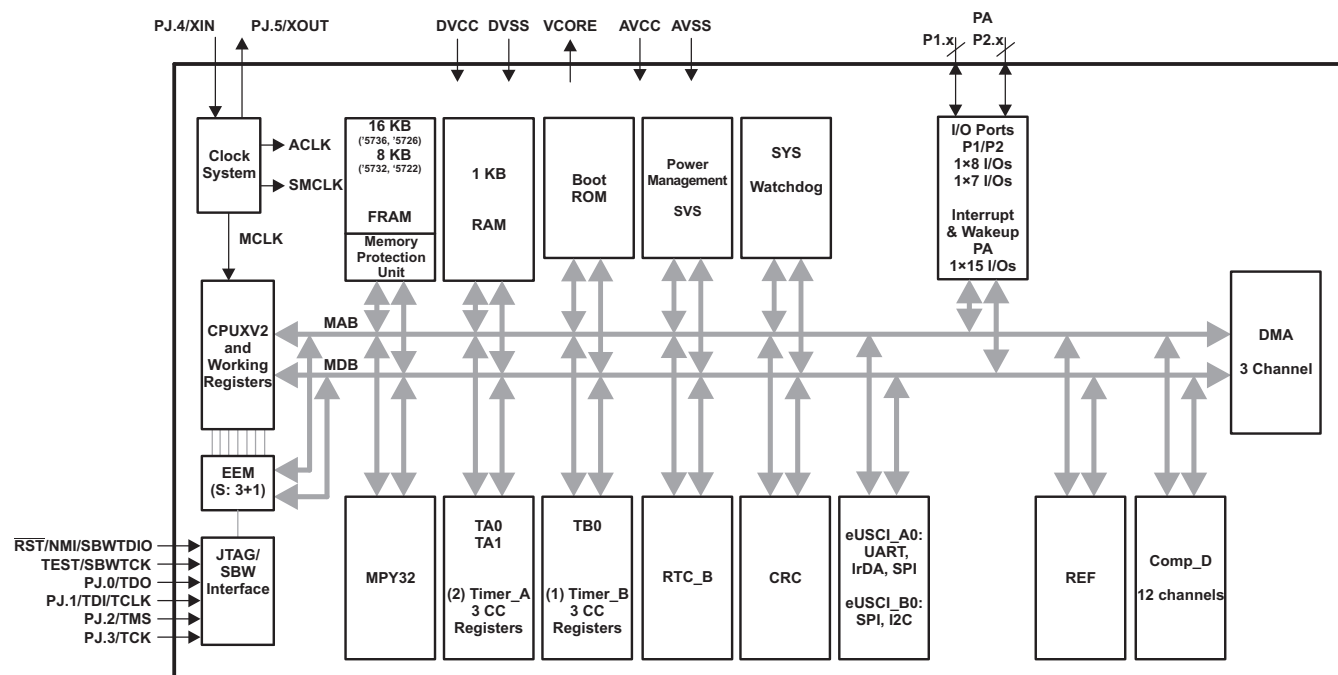 PJ.4/XIN
PJ.5/XOUT
DVCC
DVSS
VCORE
AVCC
AVSS
PA
P1.x
P2.x
Clock
System
ACLK
SMCLK
MCLK
16 KB
('5736, '5726)
8 KB
('5732, '5722)
FRAM
Memory
Protection
Unit
1 KB
RAM
Boot
ROM
Power
Management
SVS
SYS
Watchdog
I/O Ports
P1/P2
1×8 I/Os
1×7 I/Os
Interrupt
& Wakeup
PA
1×15 I/Os
CPUXV2
and
Working
Registers
MAB
MDB
DMA
3 Channel
EEM
(S: 3+1)
RST/NMI/SBWTDIO
TEST/SBWTCK
PJ.0/TDO
PJ.1/TDI/TCLK
PJ.2/TMS
PJ.3/TCK
JTAG/
SBW
Interface
MPY32
TA0
TA1
(2) Timer_A
3 CC
Registers
TB0
(1) Timer_B
3 CC
Registers
RTC_B
CRC
eUSCI_A0:
UART,
IrDA, SPI
eUSCI_B0:
SPI, I2C
REF
Comp_D
12 channels